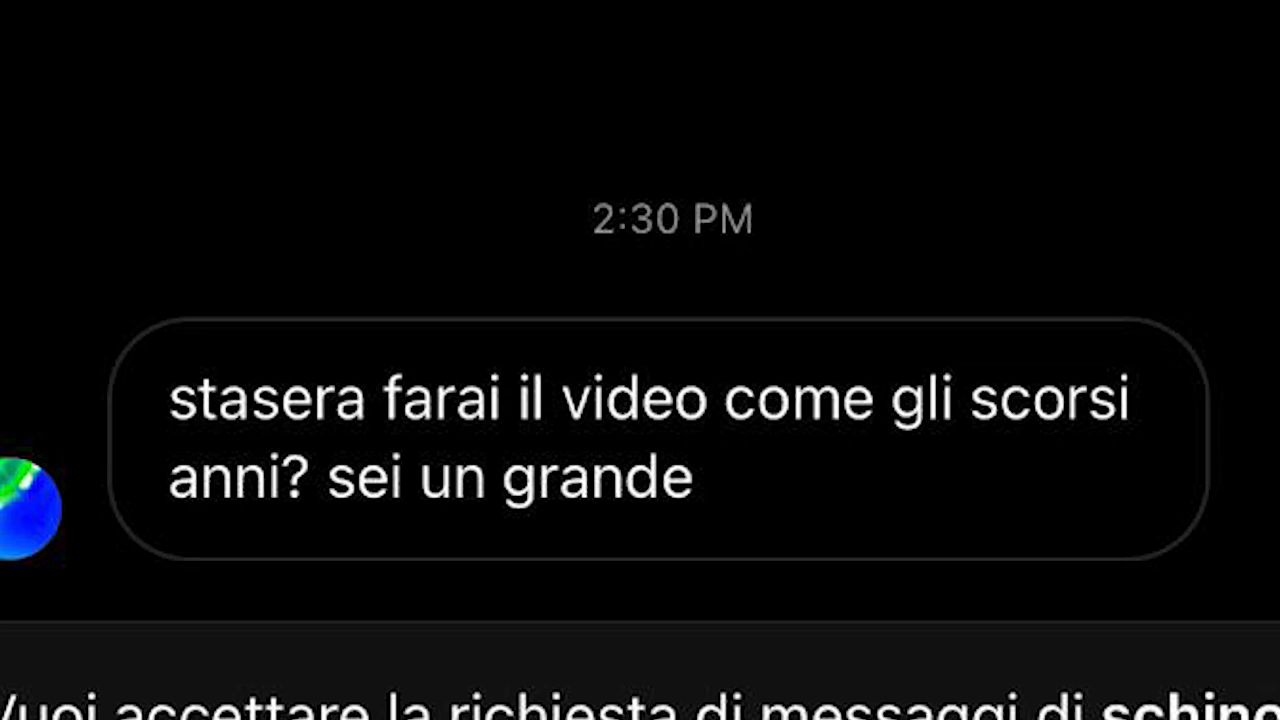 2:30 PM
stasera farai il video come gli scorsi
anni? sei un grande
Vuoi accettare la richiesta di messaggi di